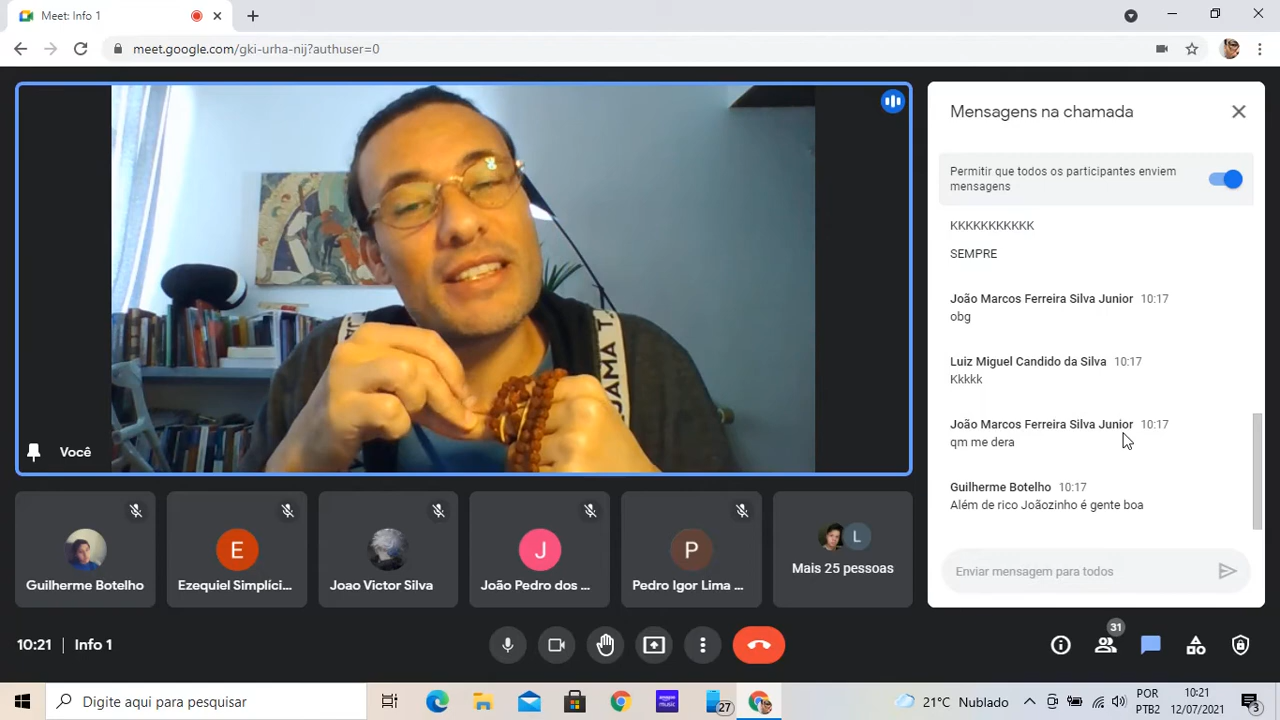 Meet: Info 1
meet.google.com/gki-urha-nij?authuser=0
Mensagens na chamada
Permitir que todos os participantes enviem
mensagens
KKKKKKKKKKK
SEMPRE
João Marcos Ferreira Silva Junior 10:17
obg
Luiz Miguel Candido da Silva 10:17
Kkkkk
João Marcos Ferreira Silva Junior 10:17
qm me dera
Guilherme Botelho 10:17
Além de rico Joãozinho é gente boa
Enviar mensagem para todos
Você
E
J
P
L
Guilherme Botelho
Ezequiel Simplíci...
Joao Victor Silva
João Pedro dos ...
Pedro Igor Lima ...
Mais 25 pessoas
10:21 | Info 1
31
Digite aqui para pesquisar
amazon music
27
21°C Nublado
POR
PTB2
10:21
12/07/2021
3